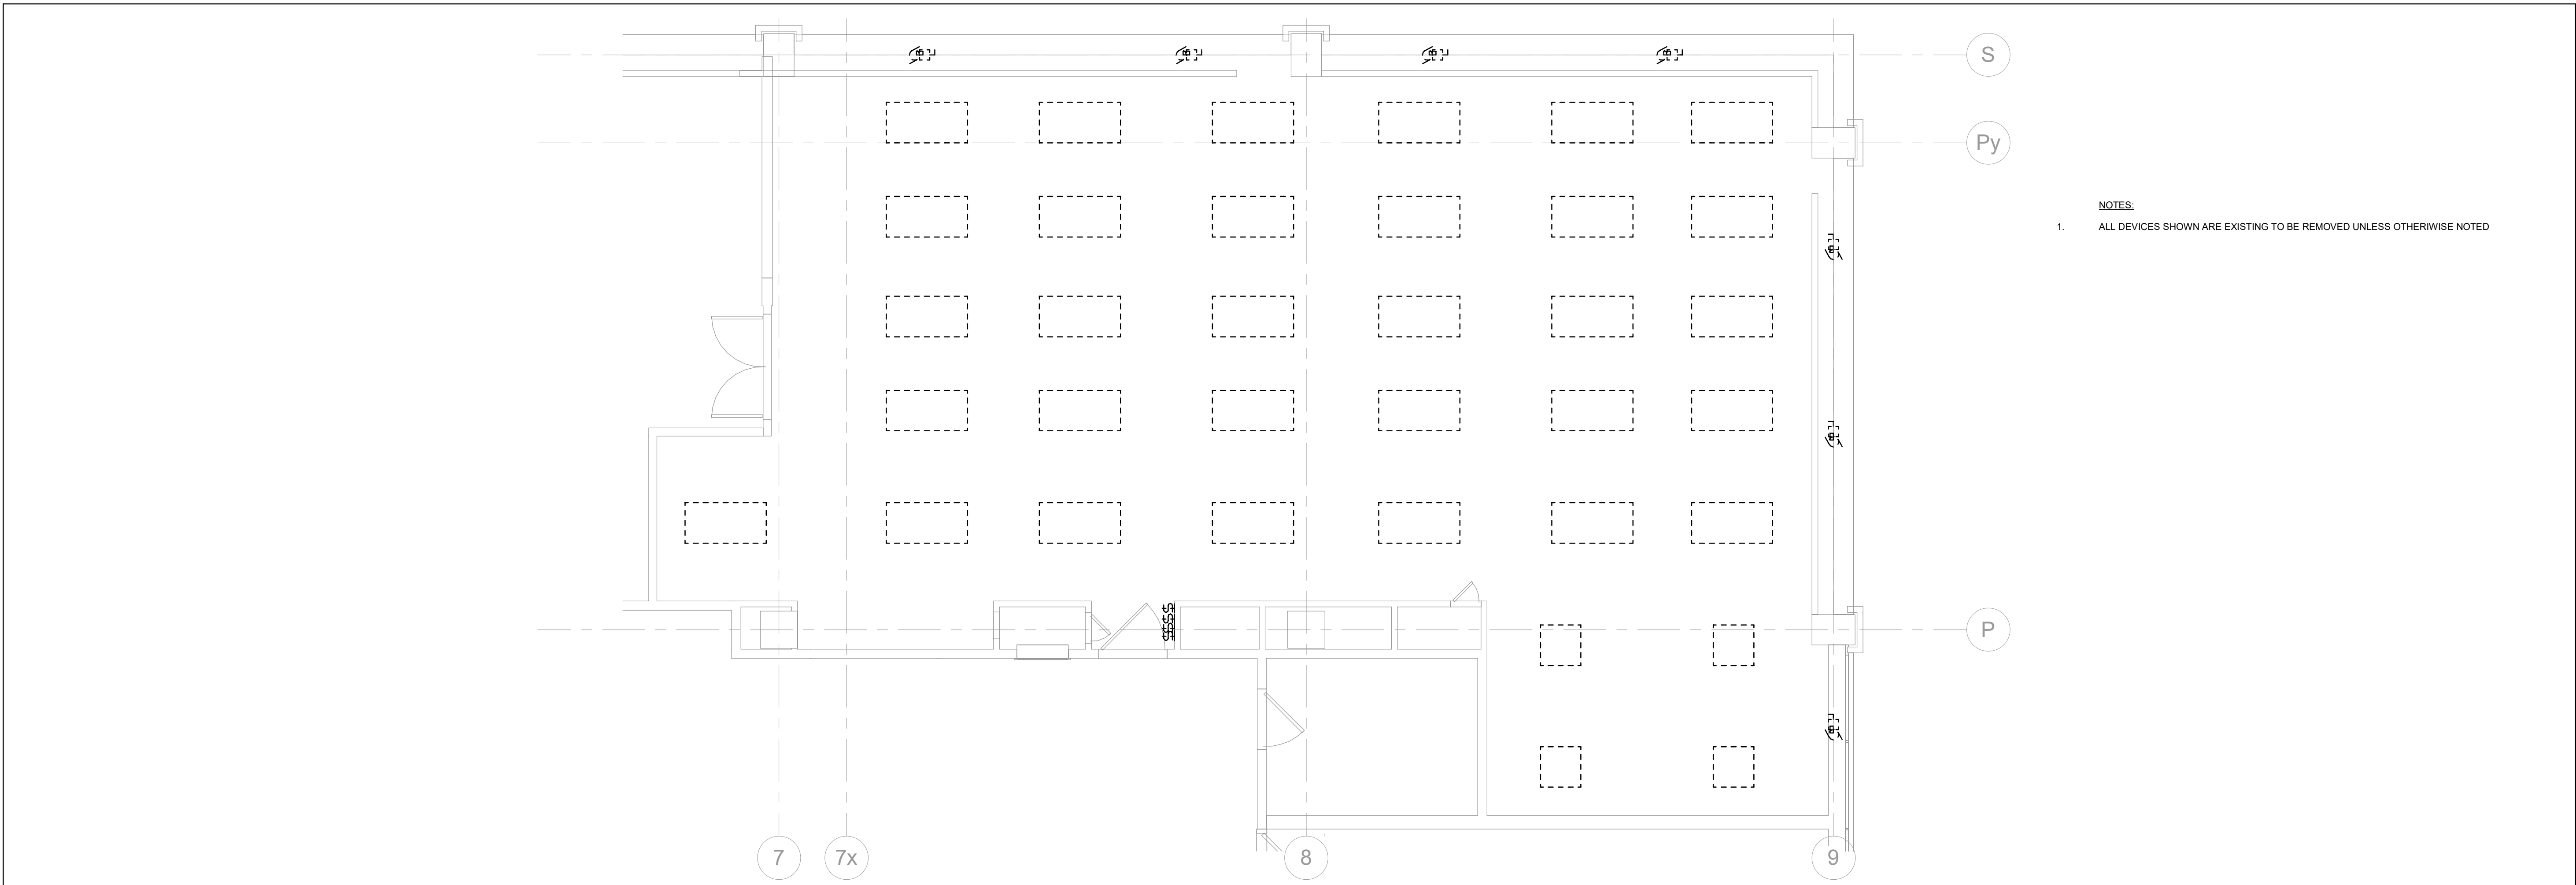 S
Py
NOTES:
1. ALL DEVICES SHOWN ARE EXISTING TO BE REMOVED UNLESS OTHERIWISE NOTED
$$$$
P
7
7x
8
9